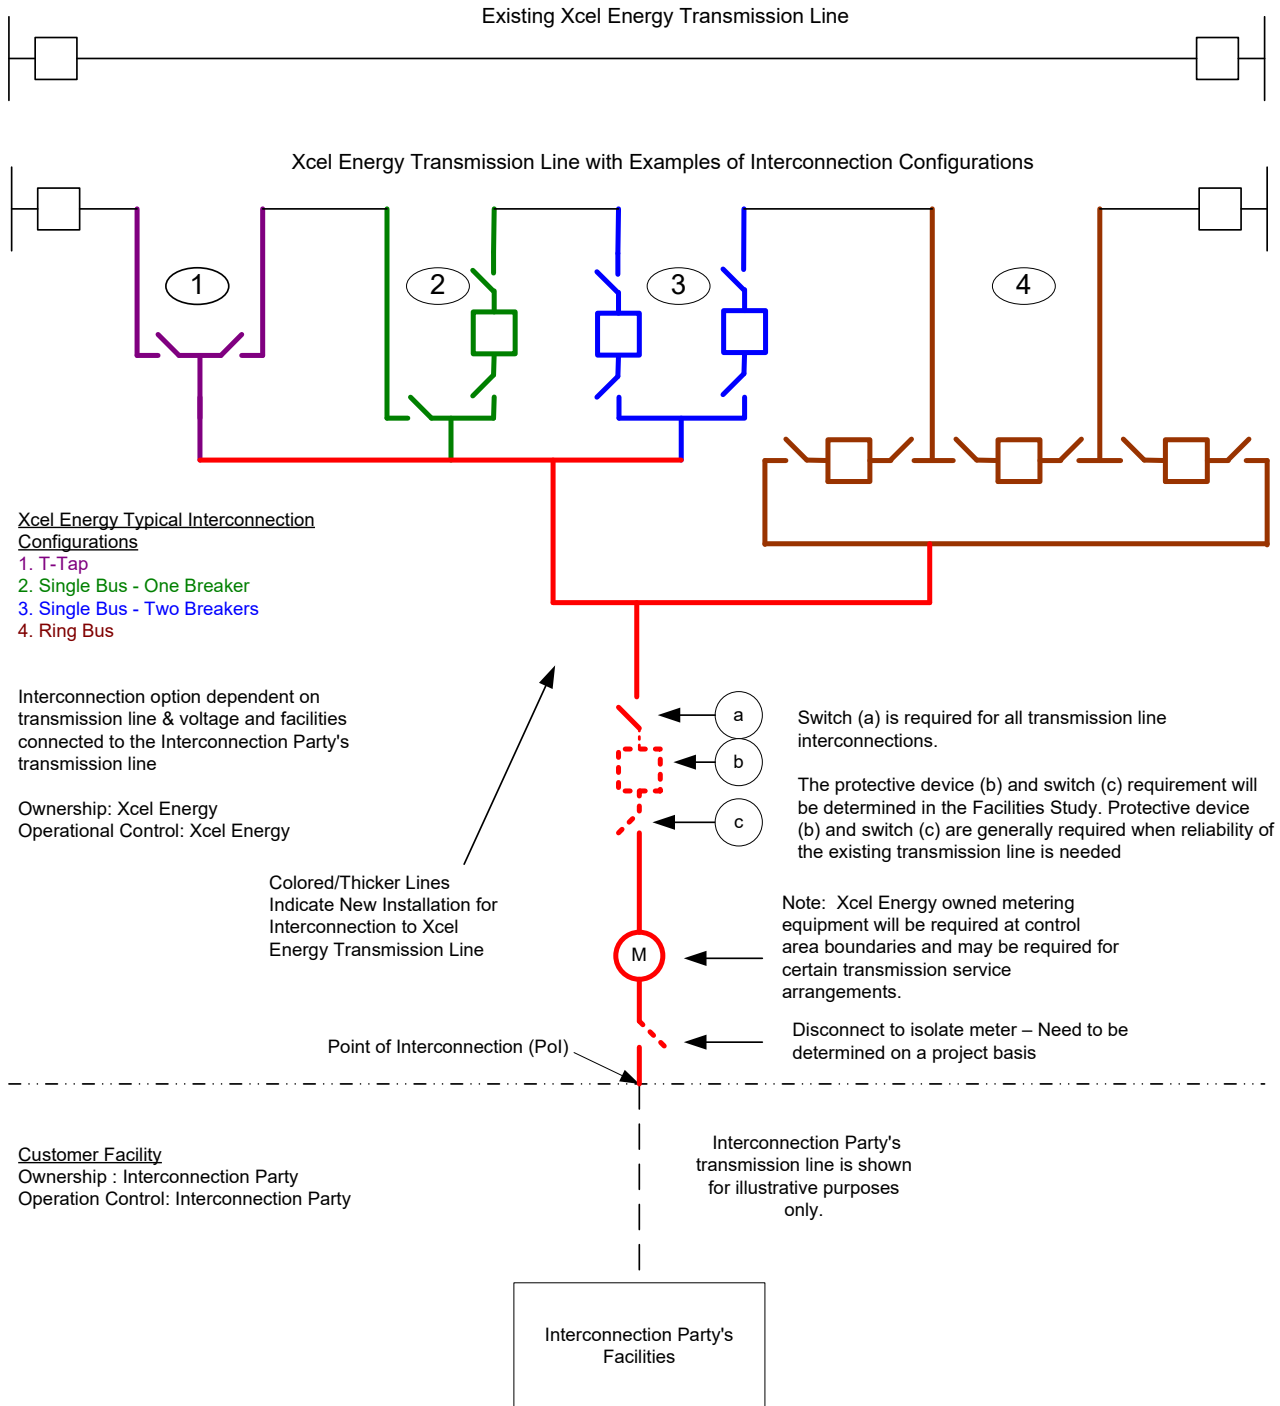 Existing Xcel Energy Transmission Line
Xcel Energy Transmission Line with Examples of Interconnection Configurations
1
2
3
4
Xcel Energy Typical Interconnection
Configurations
1. T-Tap
2. Single Bus - One Breaker
3. Single Bus - Two Breakers
4. Ring Bus
Interconnection option dependent on
transmission line & voltage and facilities
connected to the Interconnection Party's
transmission line
Ownership: Xcel Energy
Operational Control: Xcel Energy
a
b
c
Switch (a) is required for all transmission line
interconnections.
The protective device (b) and switch (c) requirement will
be determined in the Facilities Study. Protective device
(b) and switch (c) are generally required when reliability of
the existing transmission line is needed
Colored/Thicker Lines
Indicate New Installation for
Interconnection to Xcel
Energy Transmission Line
M
Note:  Xcel Energy owned metering
equipment will be required at control
area boundaries and may be required for
certain transmission service
arrangements.
Disconnect to isolate meter – Need to be
determined on a project basis
Point of Interconnection (PoI)
Customer Facility
Ownership : Interconnection Party
Operation Control: Interconnection Party
Interconnection Party's
transmission line is shown
for illustrative purposes
only.
Interconnection Party's
Facilities